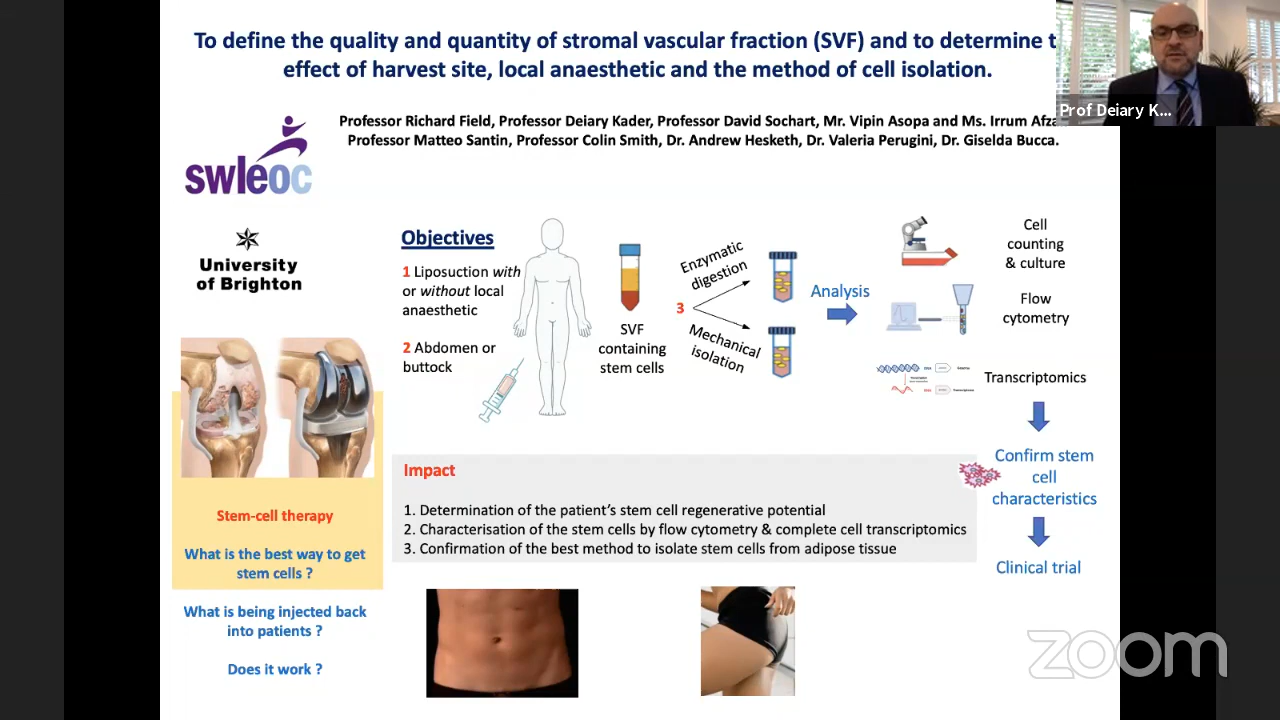 To define the quality and quantity of stromal vascular fraction (SVF) and to determine t
effect of harvest site, local anaesthetic and the method of cell isolation.
Prof Deiary K...
Professor Richard Field, Professor Deiary Kader, Professor David Sochart, Mr. Vipin Asopa and Ms. Irrum Afza
Professor Matteo Santin, Professor Colin Smith, Dr. Andrew Hesketh, Dr. Valeria Perugini, Dr. Giselda Bucca.
swleoc
University
of Brighton
Objectives
1 Liposuction with
or without local
anaesthetic
2 Abdomen or
buttock
SVF
containing
stem cells
3
Enzymatic
digestion
Mechanical
isolation
Analysis
Cell
counting
& culture
Flow
cytometry
Transcriptomics
Confirm stem
cell
characteristics
Clinical trial
Impact
1. Determination of the patient's stem cell regenerative potential
2. Characterisation of the stem cells by flow cytometry & complete cell transcriptomics
3. Confirmation of the best method to isolate stem cells from adipose tissue
Stem-cell therapy
What is the best way to get
stem cells ?
What is being injected back
into patients ?
Does it work ?
zoom